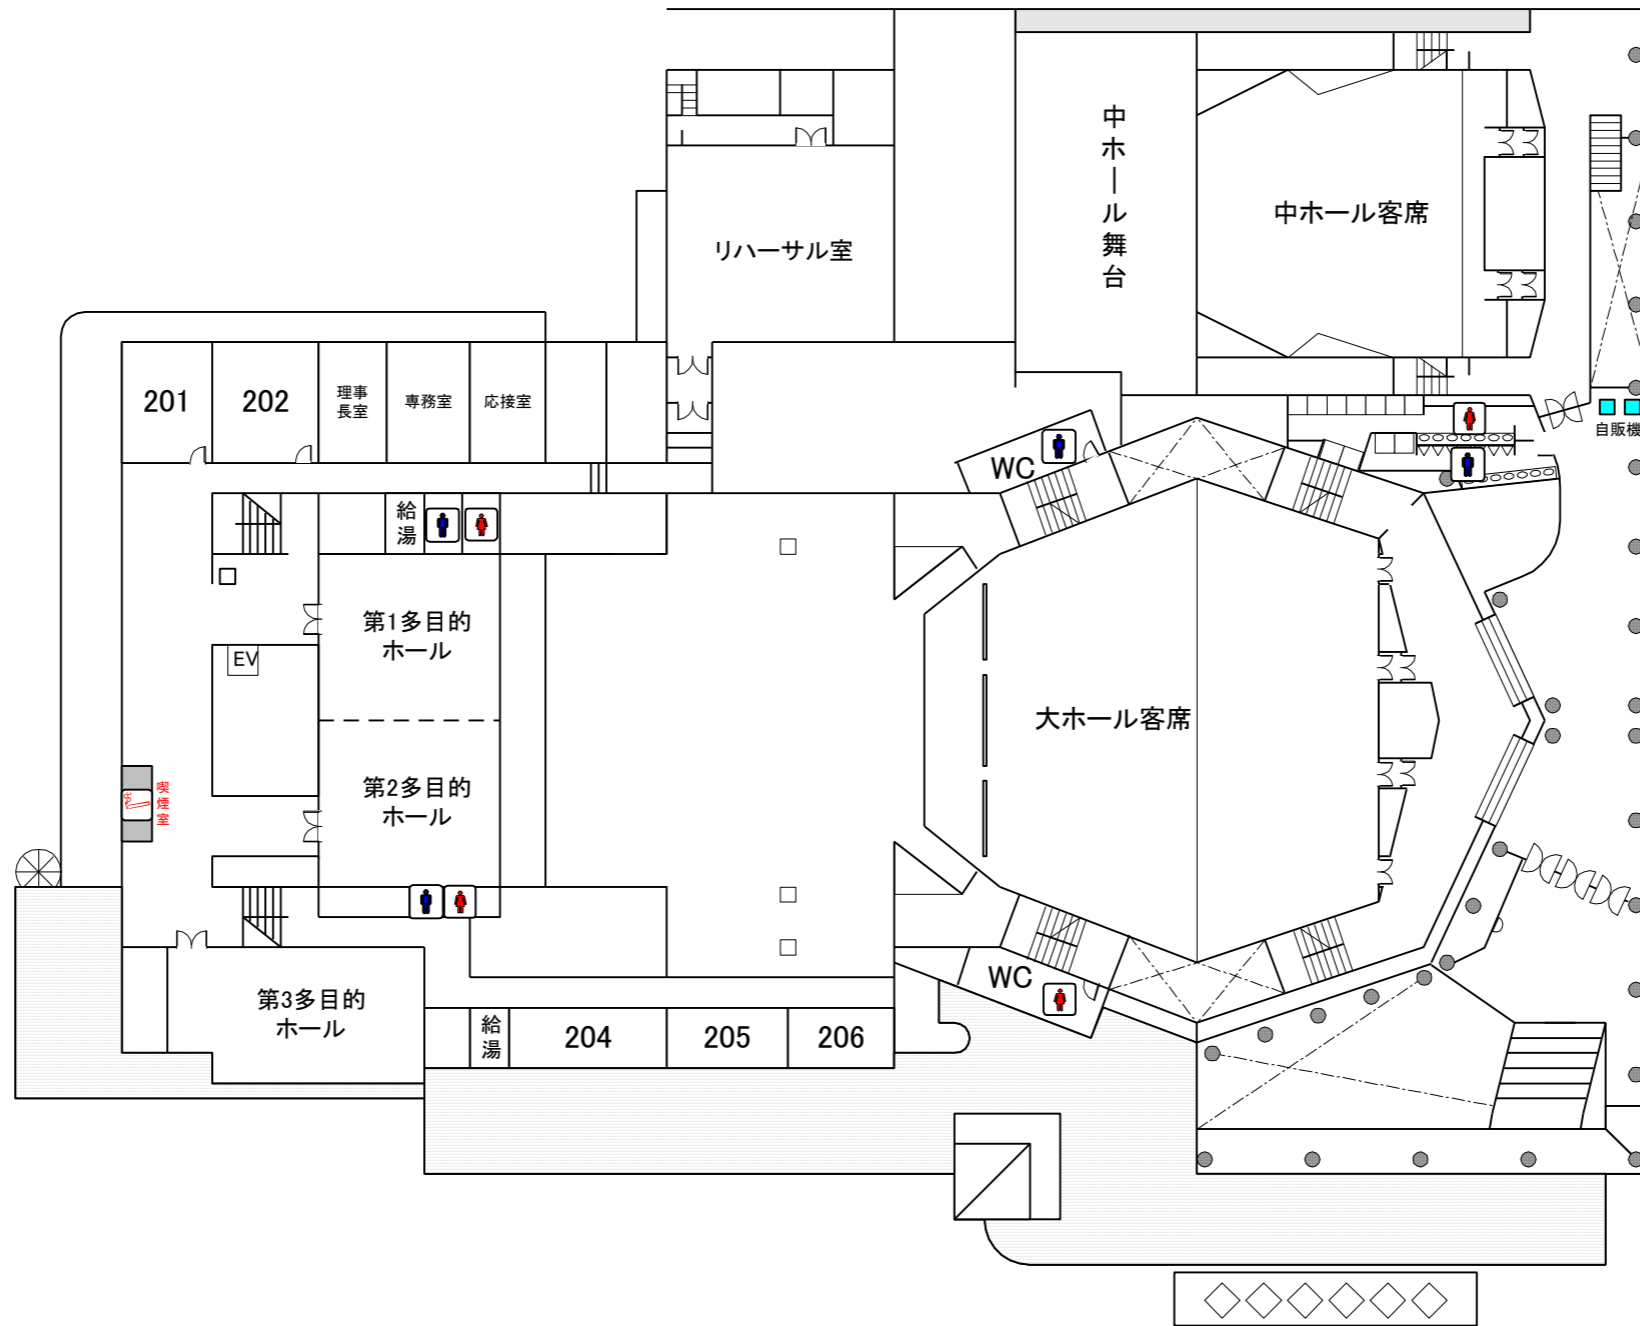 中ホール舞台
中ホール客席
リハーサル室
201
202
理事
長室
専務室
応接室
自販機
WC
給湯
第1多目的
ホール
EV
大ホール客席
第2多目的
ホール
喫煙室
WC
第3多目的
ホール
給湯
204
205
206